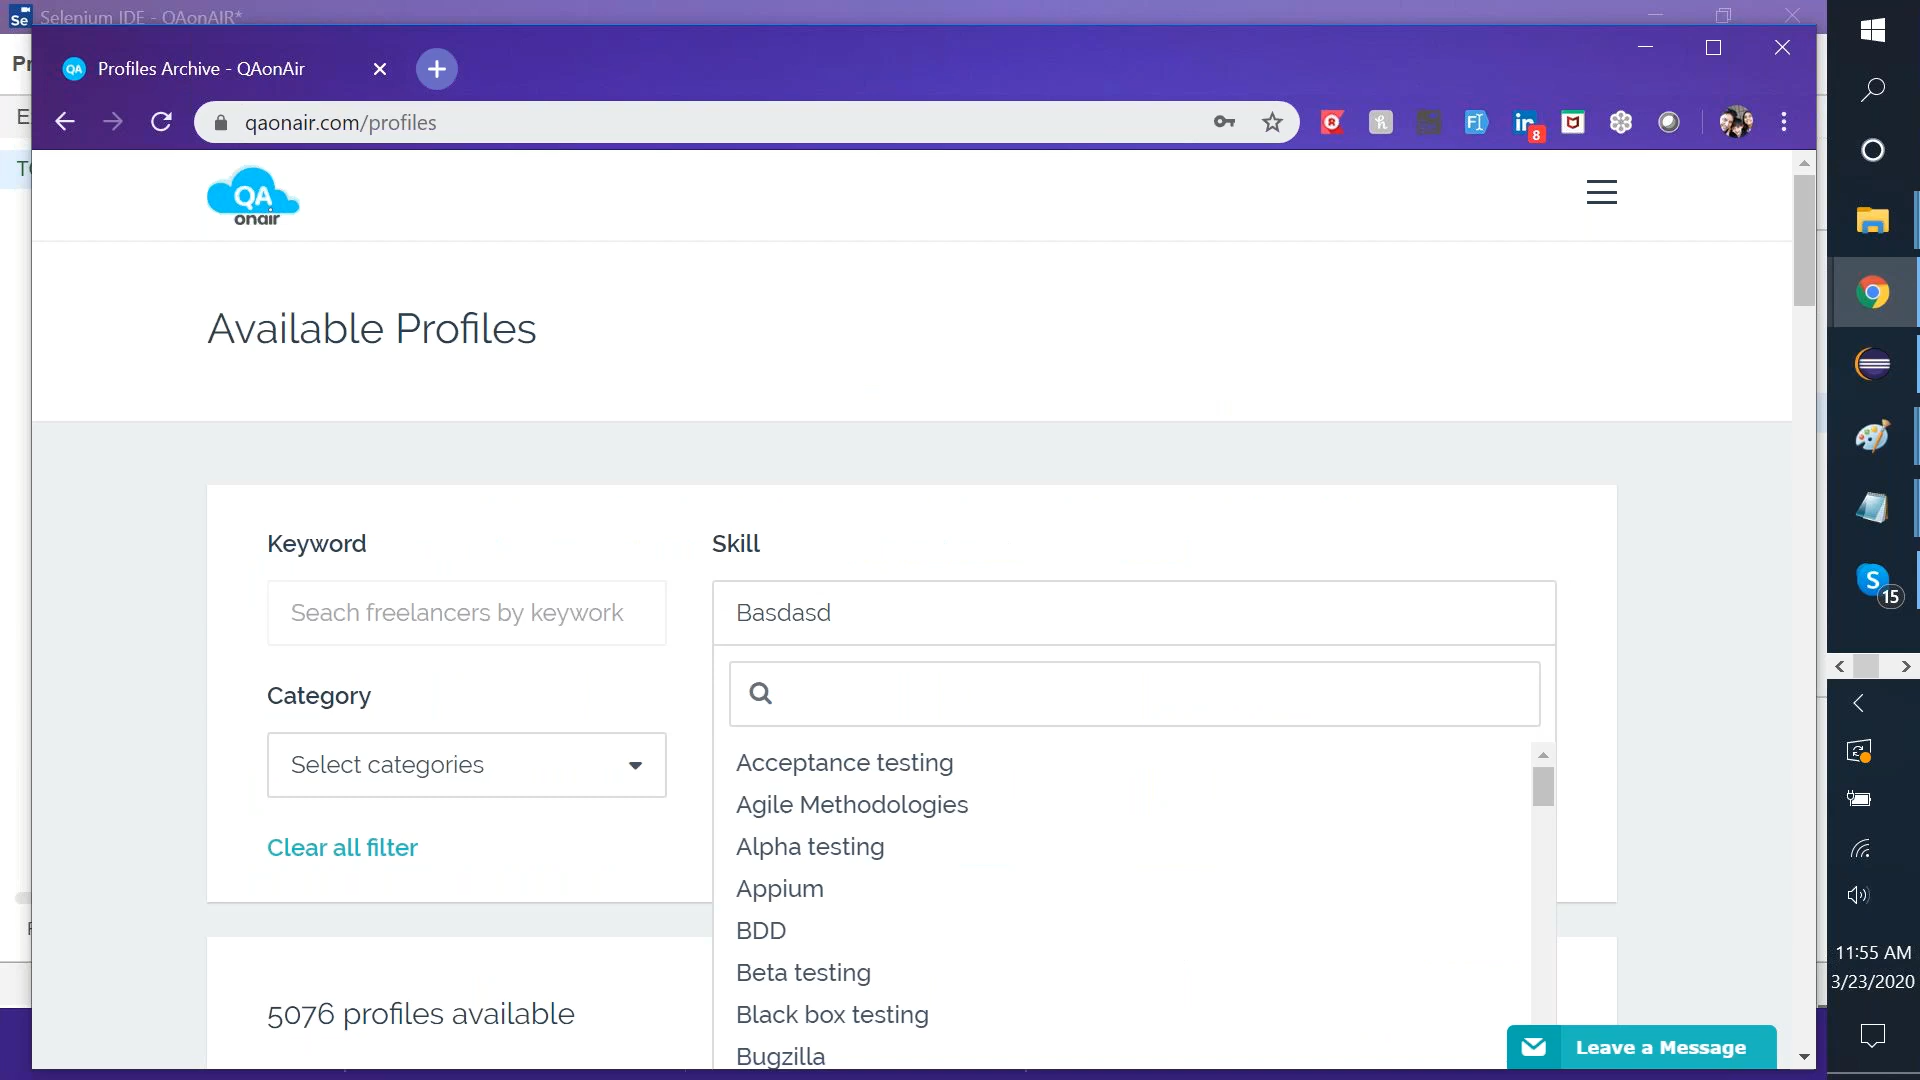 Selenium IDE - QAonAIR*
Profiles Archive - QAonAir
qaonair.com/profiles
8
QA
onair
Available Profiles
Keyword
Skill
Seach freelancers by keywork
Basdasd
Category
Select categories
Acceptance testing
Agile Methodologies
Clear all filter
Alpha testing
Appium
BDD
Beta testing
5076 profiles available
Black box testing
Bugzilla
Leave a Message
15
11:55 AM
3/23/2020